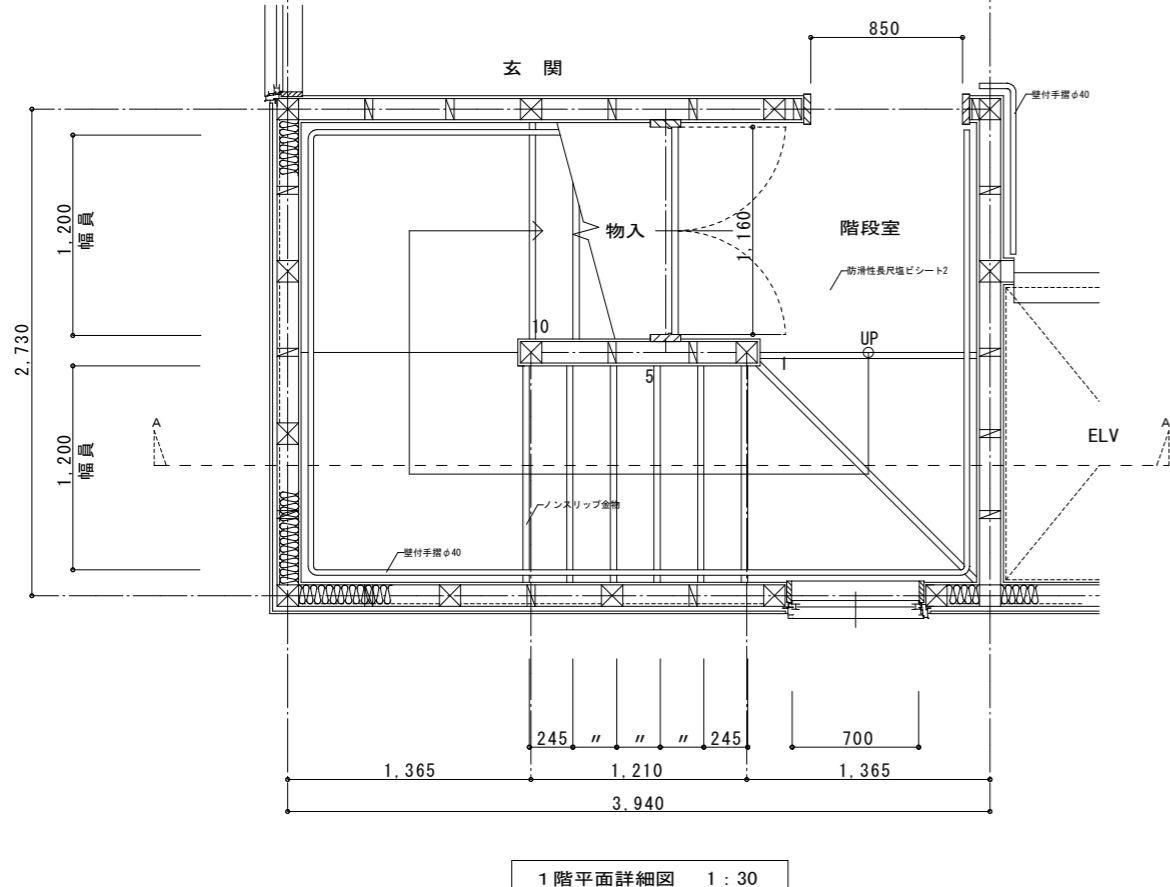 850
玄 関
壁付手摺φ40
1,200
幅員
物入
1,160
階段室
防滑性長尺塩ビシート2
2,730
10
UP
5
1
1,200
幅員
A
A
ELV
ノンスリップ金物
壁付手摺φ40
245 〃 〃 〃 245
700
1,365
1,210
1,365
3,940
1階平面詳細図 1:30